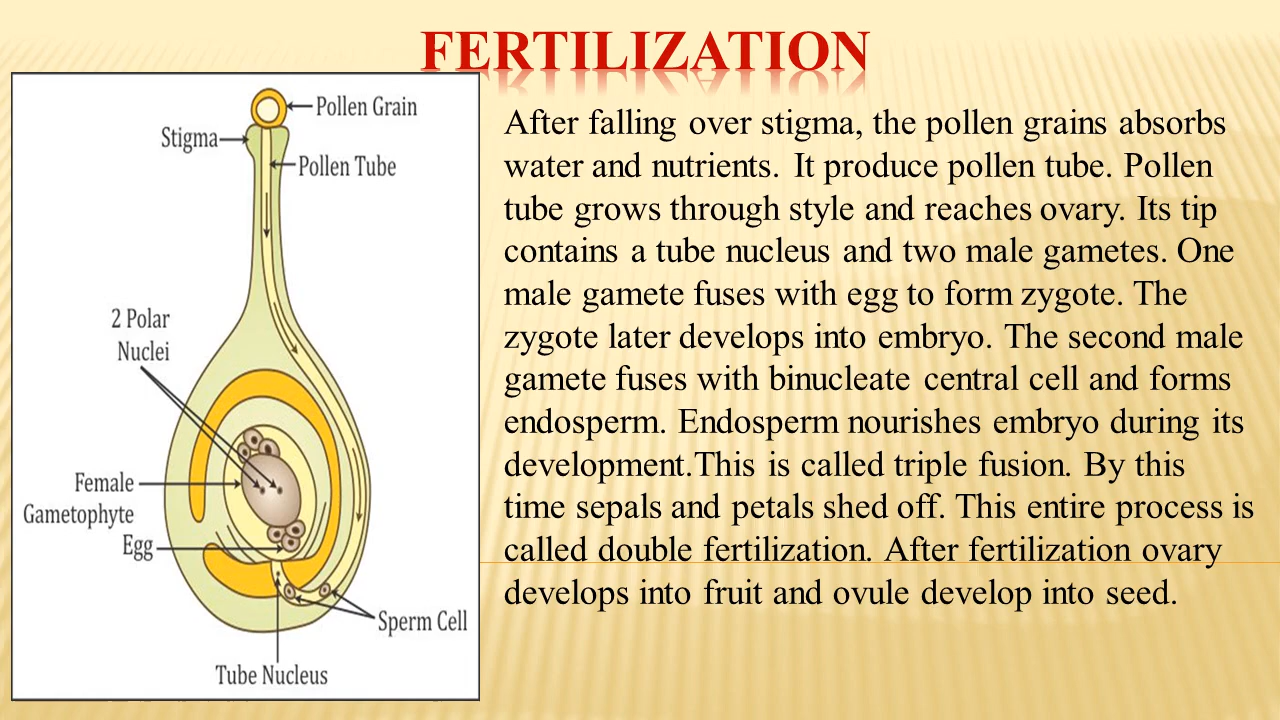 FERTILIZATION
Pollen Grain
Stigma
Pollen Tube
2 Polar
Nuclei
Female
Gametophyte
Egg
Sperm Cell
Tube Nucleus
After falling over stigma, the pollen grains absorbs
water and nutrients. It produce pollen tube. Pollen
tube grows through style and reaches ovary. Its tip
contains a tube nucleus and two male gametes. One
male gamete fuses with egg to form zygote. The
zygote later develops into embryo. The second male
gamete fuses with binucleate central cell and forms
endosperm. Endosperm nourishes embryo during its
development.This is called triple fusion. By this
time sepals and petals shed off. This entire process is
called double fertilization. After fertilization ovary
develops into fruit and ovule develop into seed.